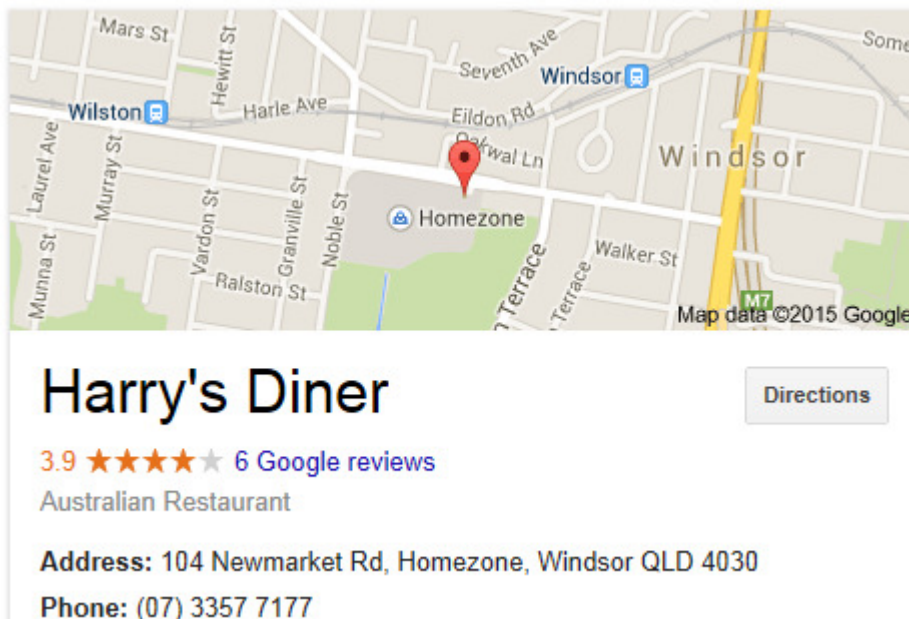 Mars St
Hewitt St
Some
Seventh Ave
Windsor
Wilston
Harle Ave
Eildon Rd
Oakwal Ln
Windsor
Laurel Ave
Murray St
Homezone
Vardon St
Granville St
Noble St
Walker St
Munna St
Ralston St
Terrace
Terrace
M7
Map data ©2015 Google
Harry's Diner
Directions
3.9 6 Google reviews
Australian Restaurant
Address: 104 Newmarket Rd, Homezone, Windsor QLD 4030
Phone: (07) 3357 7177